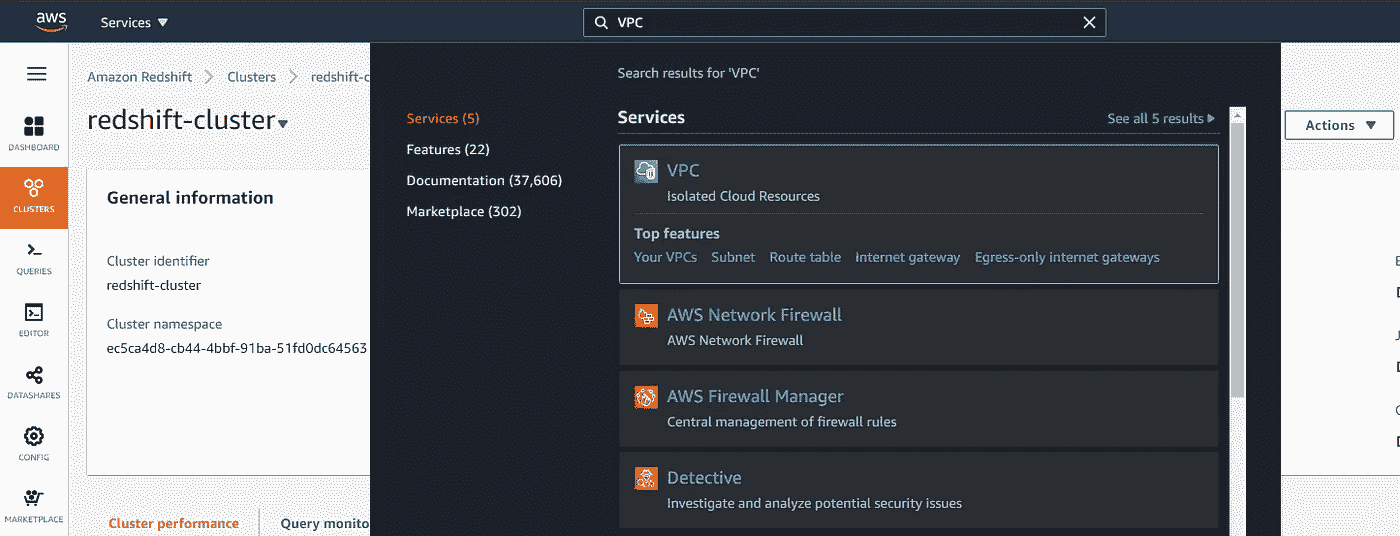 aws Services VPC
Amazon Redshift Clusters redshift-c
redshift-cluster
Actions
DASHBOARD
CLUSTERS
QUERIES
EDITOR
DATASHARES
CONFIG
MARKETPLACE
General information
Cluster identifier
redshift-cluster
Cluster namespace
ec5ca4d8-cb44-4bbf-91ba-51fd0dc64563
Cluster performance Query monito
Search results for 'VPC'
Services (5)
Features (22)
Documentation (37,606)
Marketplace (302)
Services See all 5 results
VPC
Isolated Cloud Resources
Top features
Your VPCs Subnet Route table Internet gateway Egress-only internet gateways
AWS Network Firewall
AWS Network Firewall
AWS Firewall Manager
Central management of firewall rules
Detective
Investigate and analyze potential security issues